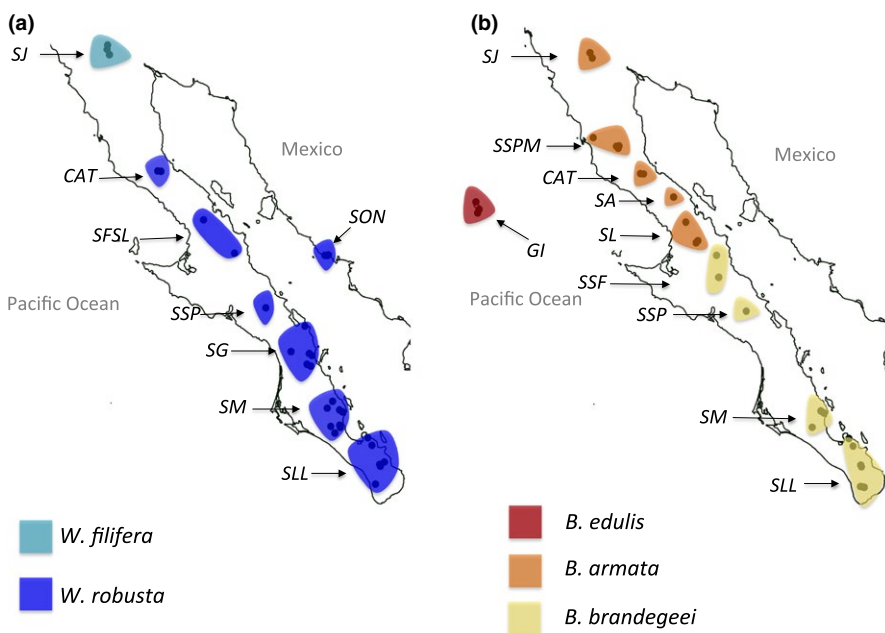 (a)
SJ
Mexico
CAT
SON
SFSL
Pacific Ocean
SSP
SG
SM
SLL
W. filifera
W. robusta
(b)
SJ
SSPM
Mexico
CAT
SA
SL
GI
SSF
Pacific Ocean
SSP
SM
SLL
B. edulis
B. armata
B. brandegeei